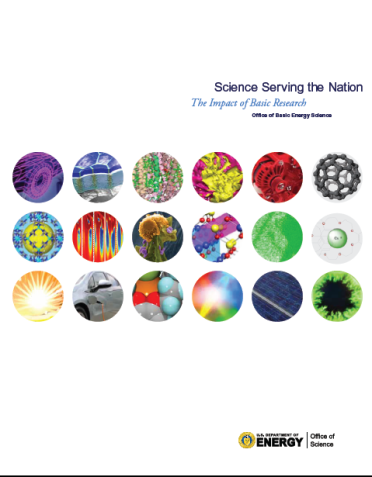 Science Serving the Nation
The Impact of Basic Research
Office of Basic Energy Science
U.S. DEPARTMENT OF
ENERGY
Office of
Science